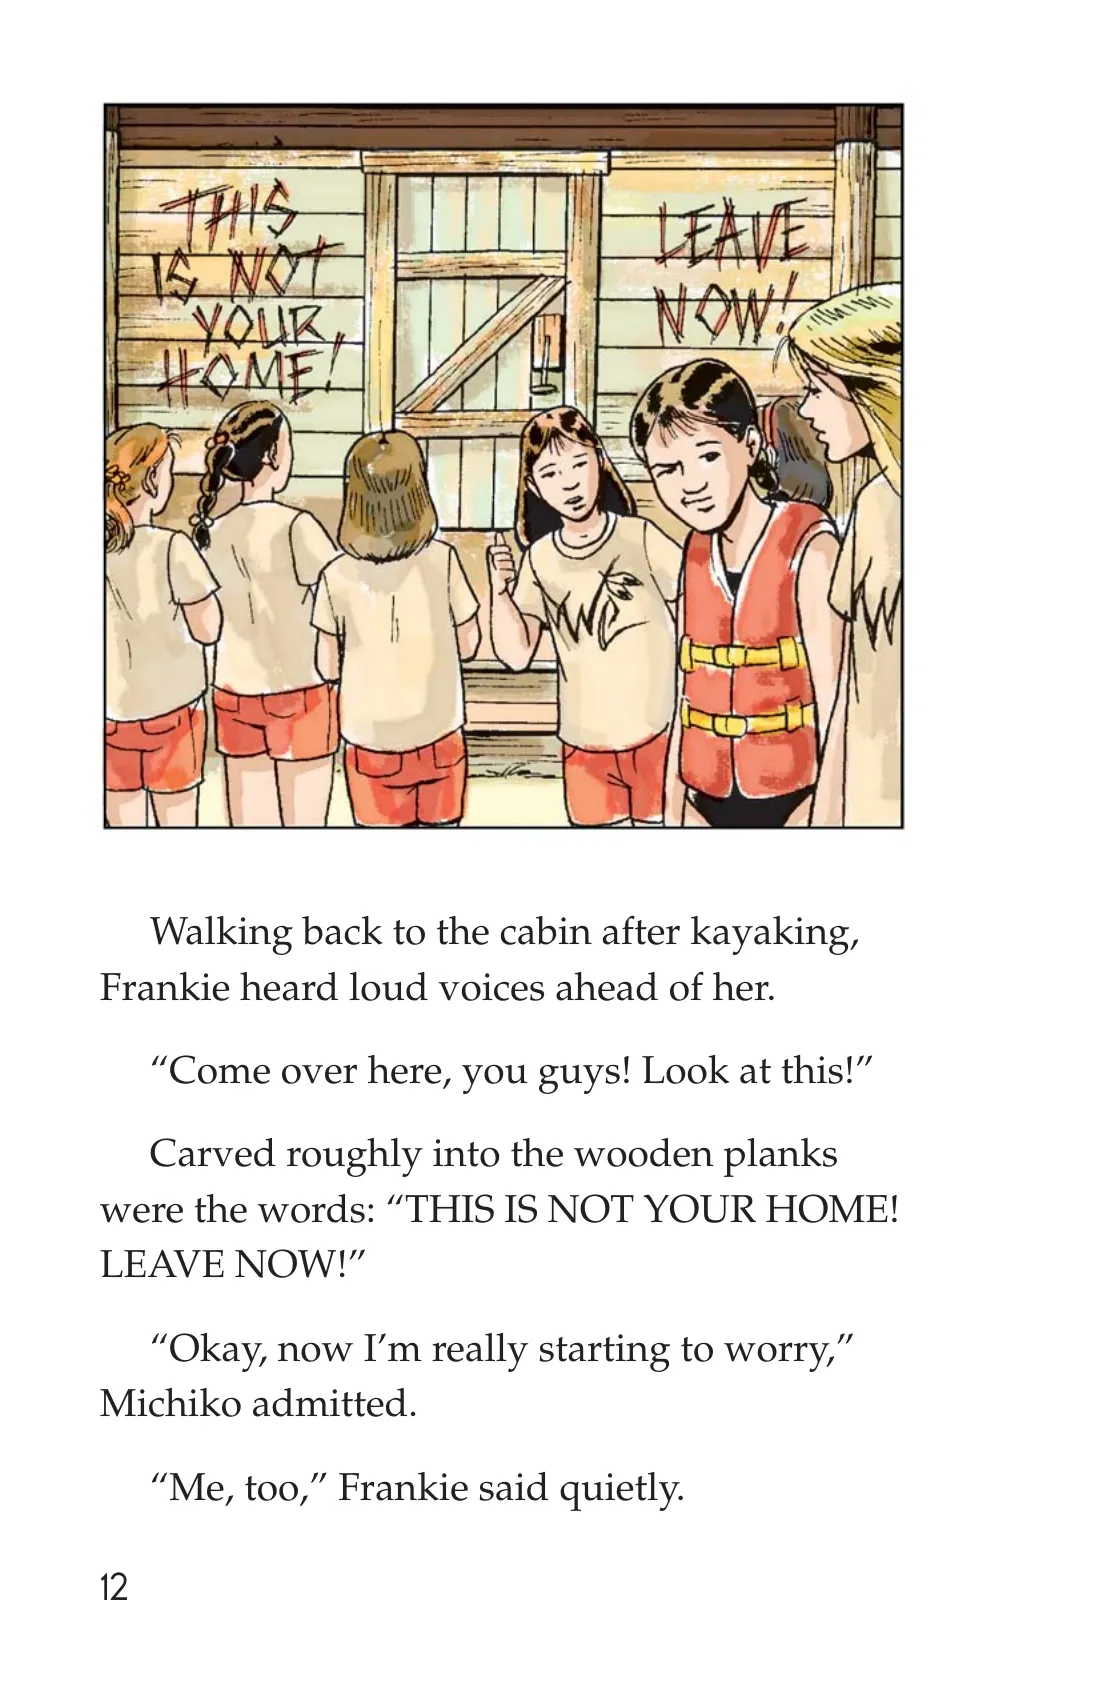 THIS
IS NOT
YOUR
HOME!
LEAVE
NOW!
Walking back to the cabin after kayaking,
Frankie heard loud voices ahead of her.
“Come over here, you guys! Look at this!”
Carved roughly into the wooden planks
were the words: “THIS IS NOT YOUR HOME!
LEAVE NOW!”
“Okay, now I’m really starting to worry,”
Michiko admitted.
“Me, too,” Frankie said quietly.
12